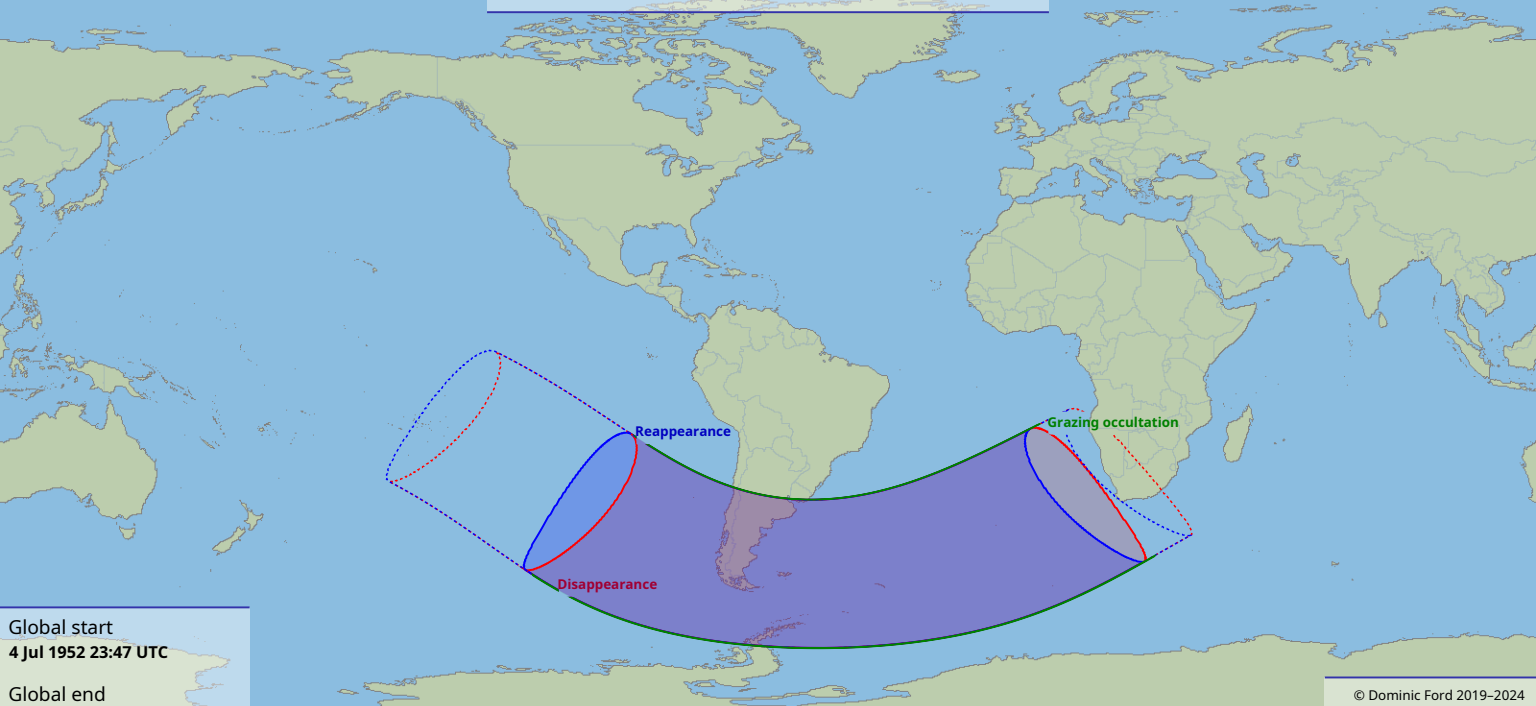 Grazing occultation
Reappearance
Disappearance
Global start
4 Jul 1952 23:47 UTC
Global end
© Dominic Ford 2019–2024